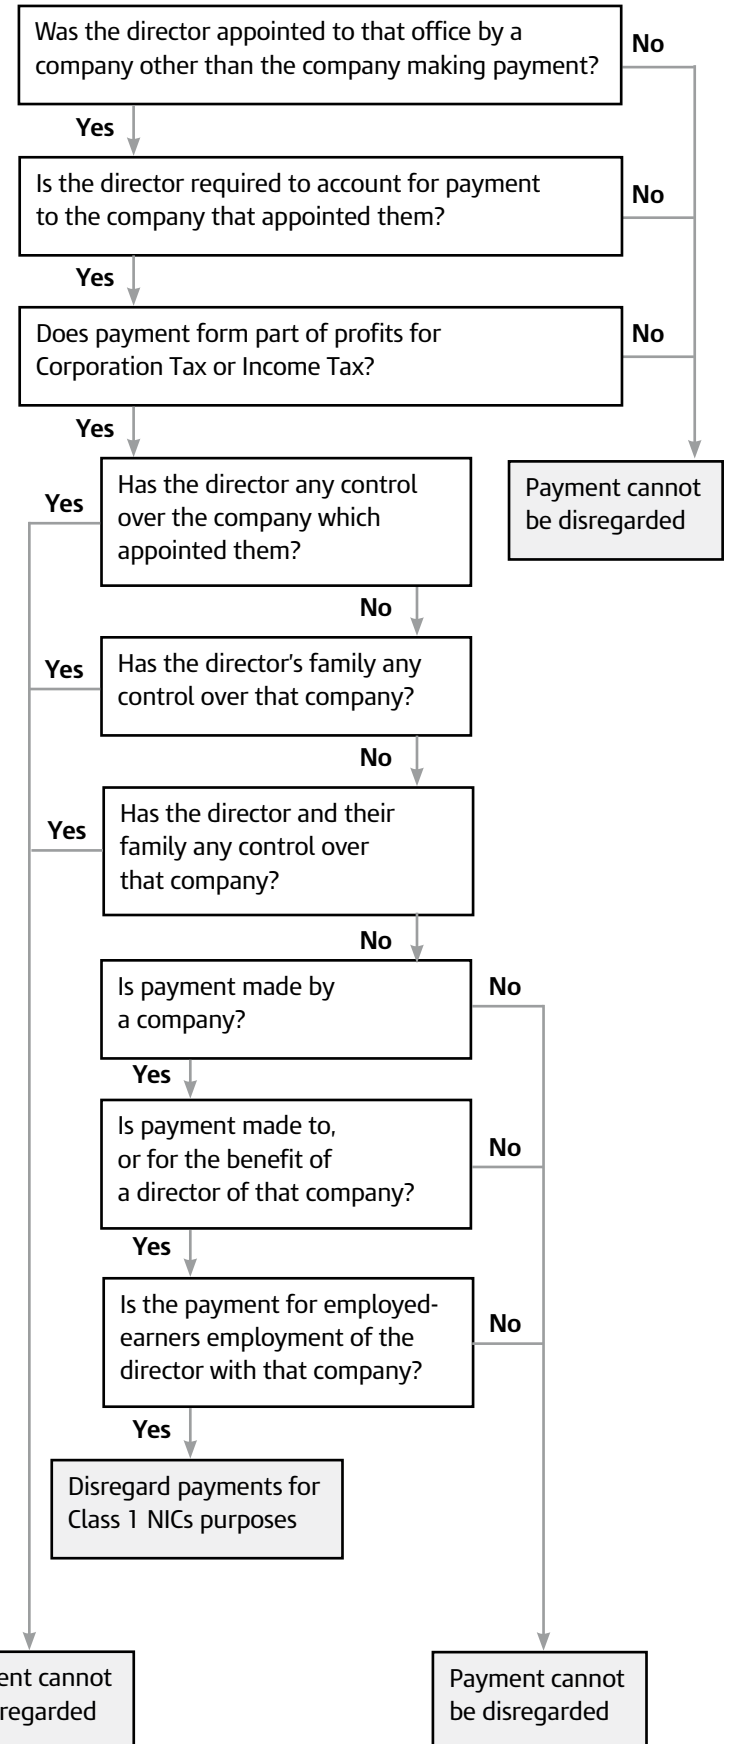 Was the director appointed to that office by a
company other than the company making payment?
No
Yes
Is the director required to account for payment
to the company that appointed them?
No
Yes
Does payment form part of profits for
Corporation Tax or Income Tax?
No
Yes
Payment cannot
be disregarded
Has the director any control
over the company which
appointed them?
Yes
No
Has the director's family any
control over that company?
Yes
No
Has the director and their
family any control over
that company?
Yes
No
Is payment made by
a company?
No
Yes
Is payment made to,
or for the benefit of
a director of that company?
No
Yes
Is the payment for employed-
earners employment of the
director with that company?
No
Yes
Disregard payments for
Class 1 NICs purposes
ent cannot
regarded
Payment cannot
be disregarded